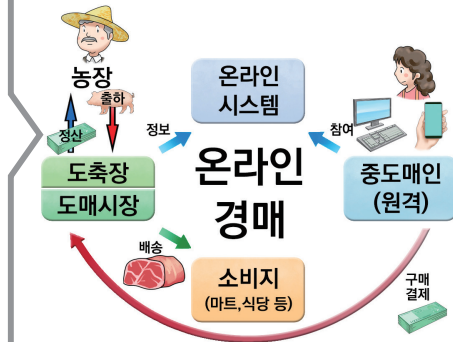 농장
출하
정산
정보
온라인
시스템
참여
도축장
도매시장
온라인
경매
중도매인
(원격)
배송
소비지
(마트,식당 등)
구매
결제